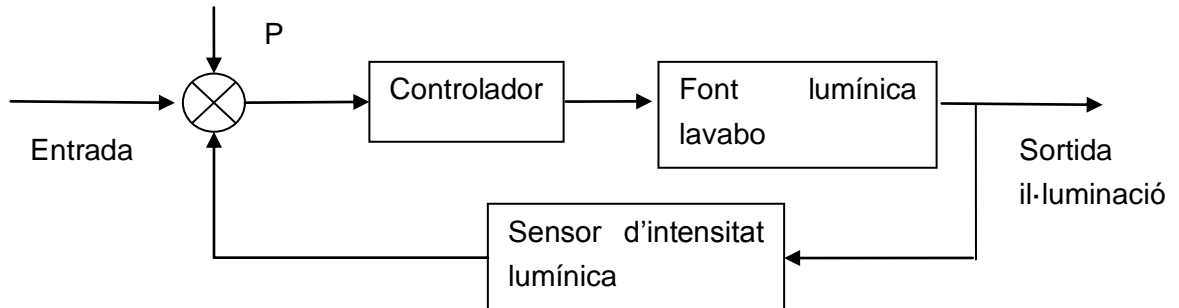 P
Controlador
Font lumínica
lavabo
Entrada
Sortida
il·luminació
Sensor d’intensitat
lumínica